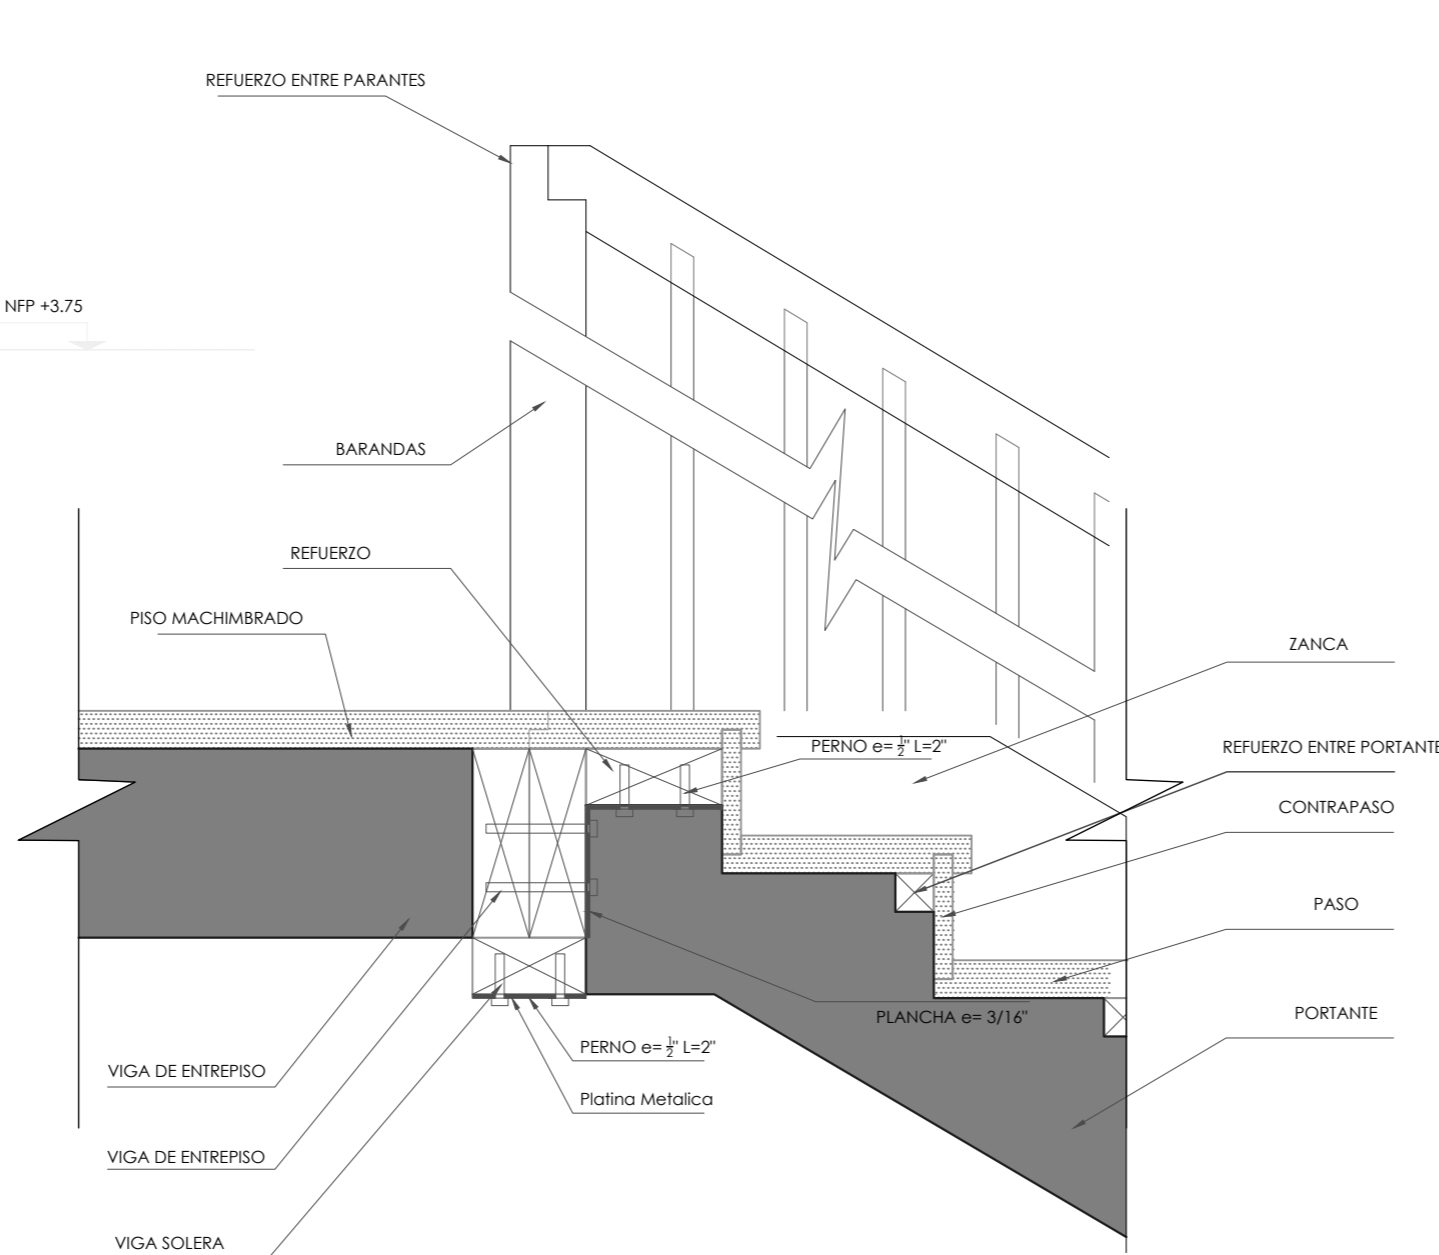 REFUERZO ENTRE PARANTES
NFP +3.75
BARANDAS
REFUERZO
PISO MACHIMBRADO
ZANCA
PERNO e= ½" L=2"
REFUERZO ENTRE PORTANTE
CONTRAPASO
PASO
PLANCHA e= 3/16"
PORTANTE
PERNO e= ½" L=2"
VIGA DE ENTREPISO
Platina Metalica
VIGA DE ENTREPISO
VIGA SOLERA